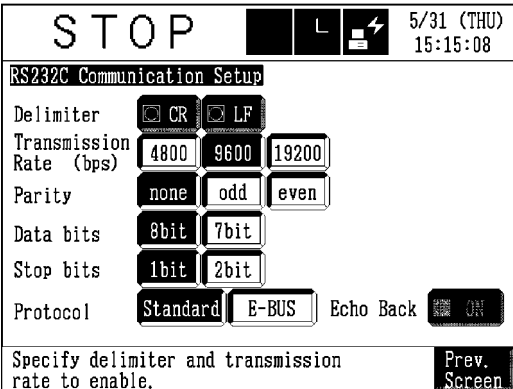 STOP
L
5/31 (THU)
15:15:08
RS232C Communication Setup
Delimiter CR LF
Transmission
Rate (bps) 4800 9600 19200
Parity none odd even
Data bits 8bit 7bit
Stop bits 1bit 2bit
Protocol Standard E-BUS Echo Back ON
Specify delimiter and transmission
rate to enable.
Prev.
Screen